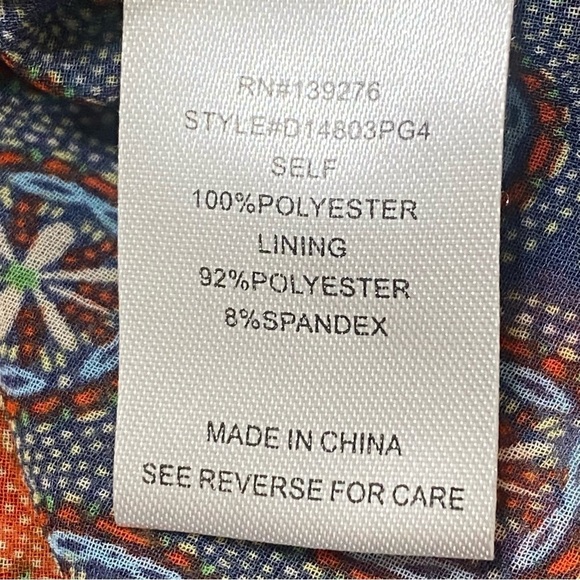 RN#139276
STYLE#D14803PG4
SELF
100%POLYESTER
LINING
92%POLYESTER
8%SPANDEX
MADE IN CHINA
SEE REVERSE FOR CARE